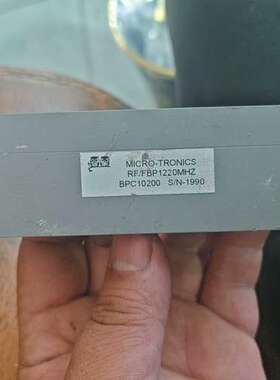 MICRO-TRONICS
RF/FBP1220MHZ
BPC10200 S/N-1990